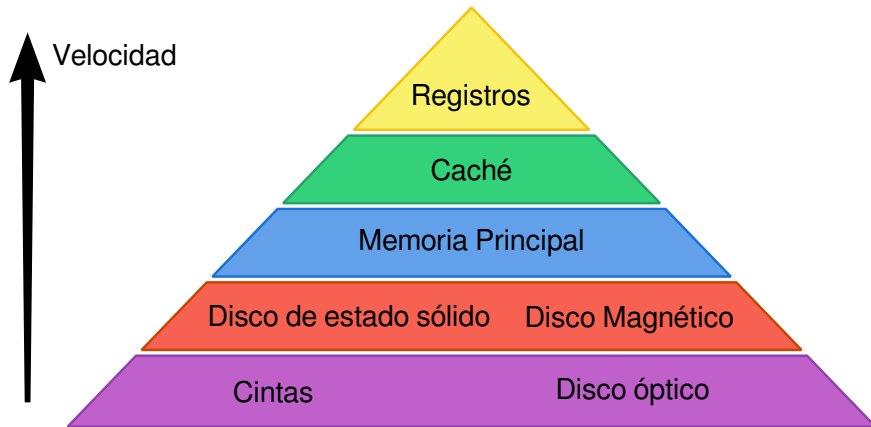 Velocidad
Registros
Caché
Memoria Principal
Disco de estado sólido Disco Magnético
Cintas Disco óptico